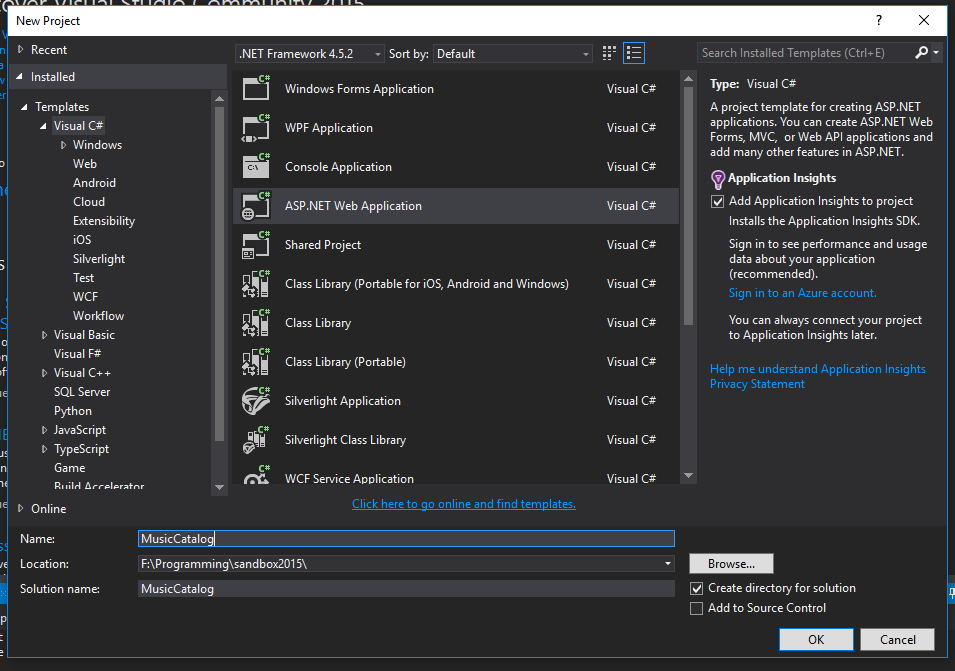 New Project
?
Recent
.NET Framework 4.5.2
Sort by:
Default
Search Installed Templates (Ctrl+E)
Installed
Templates
Visual C#
Windows
Web
Android
Cloud
Extensibility
iOS
Silverlight
Test
WCF
Workflow
Visual Basic
Visual F#
Visual C++
SQL Server
Python
JavaScript
TypeScript
Game
Build Accelerator
Online
Windows Forms Application Visual C#
WPF Application Visual C#
Console Application Visual C#
ASP.NET Web Application Visual C#
Shared Project Visual C#
Class Library (Portable for iOS, Android and Windows) Visual C#
Class Library Visual C#
Class Library (Portable) Visual C#
Silverlight Application Visual C#
Silverlight Class Library Visual C#
WCF Service Application Visual C#
Click here to go online and find templates.
Type: Visual C#
A project template for creating ASP.NET
applications. You can create ASP.NET Web
Forms, MVC, or Web API applications and
add many other features in ASP.NET.
Application Insights
Add Application Insights to project
Installs the Application Insights SDK.
Sign in to see performance and usage
data about your application
(recommended).
Sign in to an Azure account.
You can always connect your project
to Application Insights later.
Help me understand Application Insights
Privacy Statement
Name: MusicCatalog
Location: F:\Programming\sandbox2015\
Browse...
Solution name: MusicCatalog
Create directory for solution
Add to Source Control
OK
Cancel